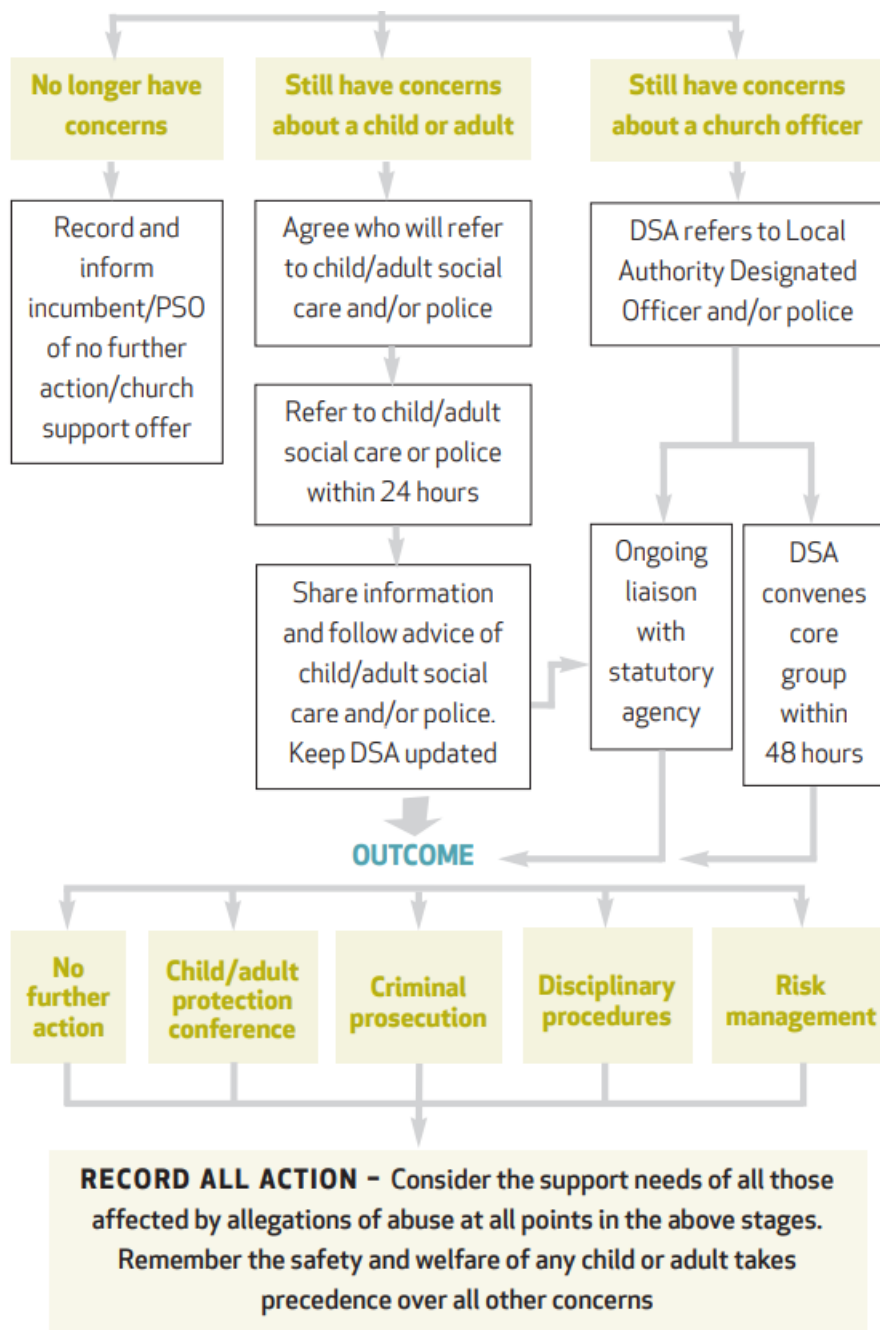 No longer have
concerns
Still have concerns
about a child or adult
Still have concerns
about a church officer
Record and
inform
incumbent/PSO
of no further
action/church
support offer
Agree who will refer
to child/adult social
care and/or police
DSA refers to Local
Authority Designated
Officer and/or police
Refer to child/adult
social care or police
within 24 hours
Share information
and follow advice of
child/adult social
care and/or police.
Keep DSA updated
Ongoing
liaison
with
statutory
agency
DSA
convenes
core
group
within
48 hours
OUTCOME
No
further
action
Child/adult
protection
conference
Criminal
prosecution
Disciplinary
procedures
Risk
management
RECORD ALL ACTION – Consider the support needs of all those
affected by allegations of abuse at all points in the above stages.
Remember the safety and welfare of any child or adult takes
precedence over all other concerns